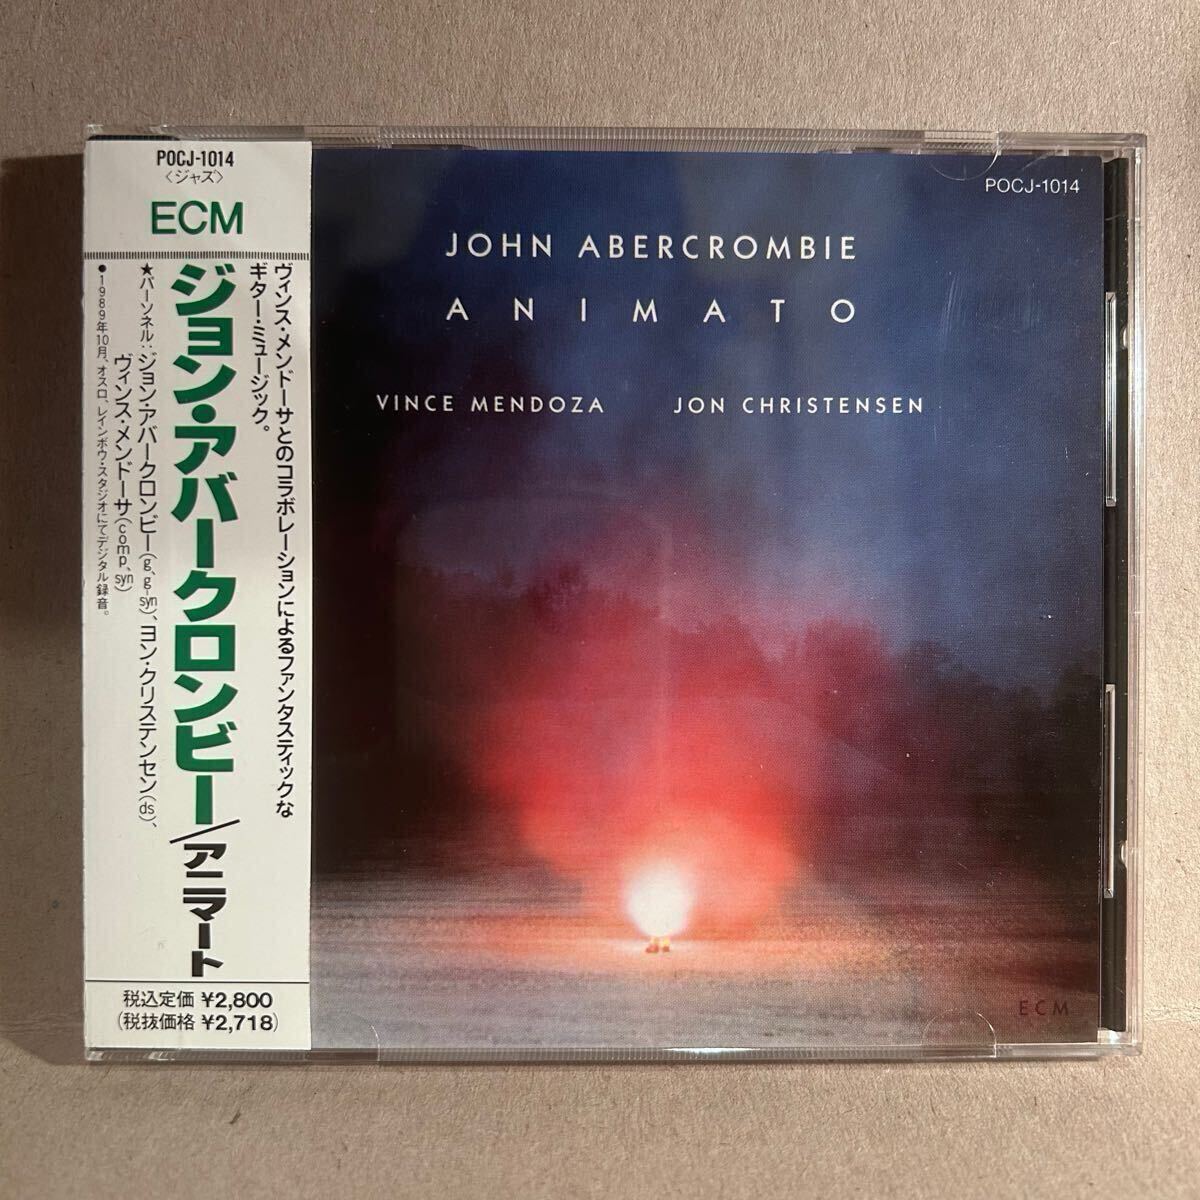 POCJ-1014
〈ジャズ〉
ECM
ヴィンス・メンドーサとのコラボレーションによるファンタスティックな
ギター・ミュージック。
ジョン・アバークロンビー/アニマート
★パーソネル:ジョン・アバークロンビー(g、g-syn)、ヨン・クリステンセン(ds)、
ヴィンス・メンドーサ(comp、syn)
●1989年10月、オスロ、レインボウ・スタジオにてデジタル録音。
税込定価 ¥2,800
(税抜価格 ¥2,718)
POCJ-1014
JOHN ABERCROMBIE
ANIMATO
VINCE MENDOZA JON CHRISTENSEN
ECM